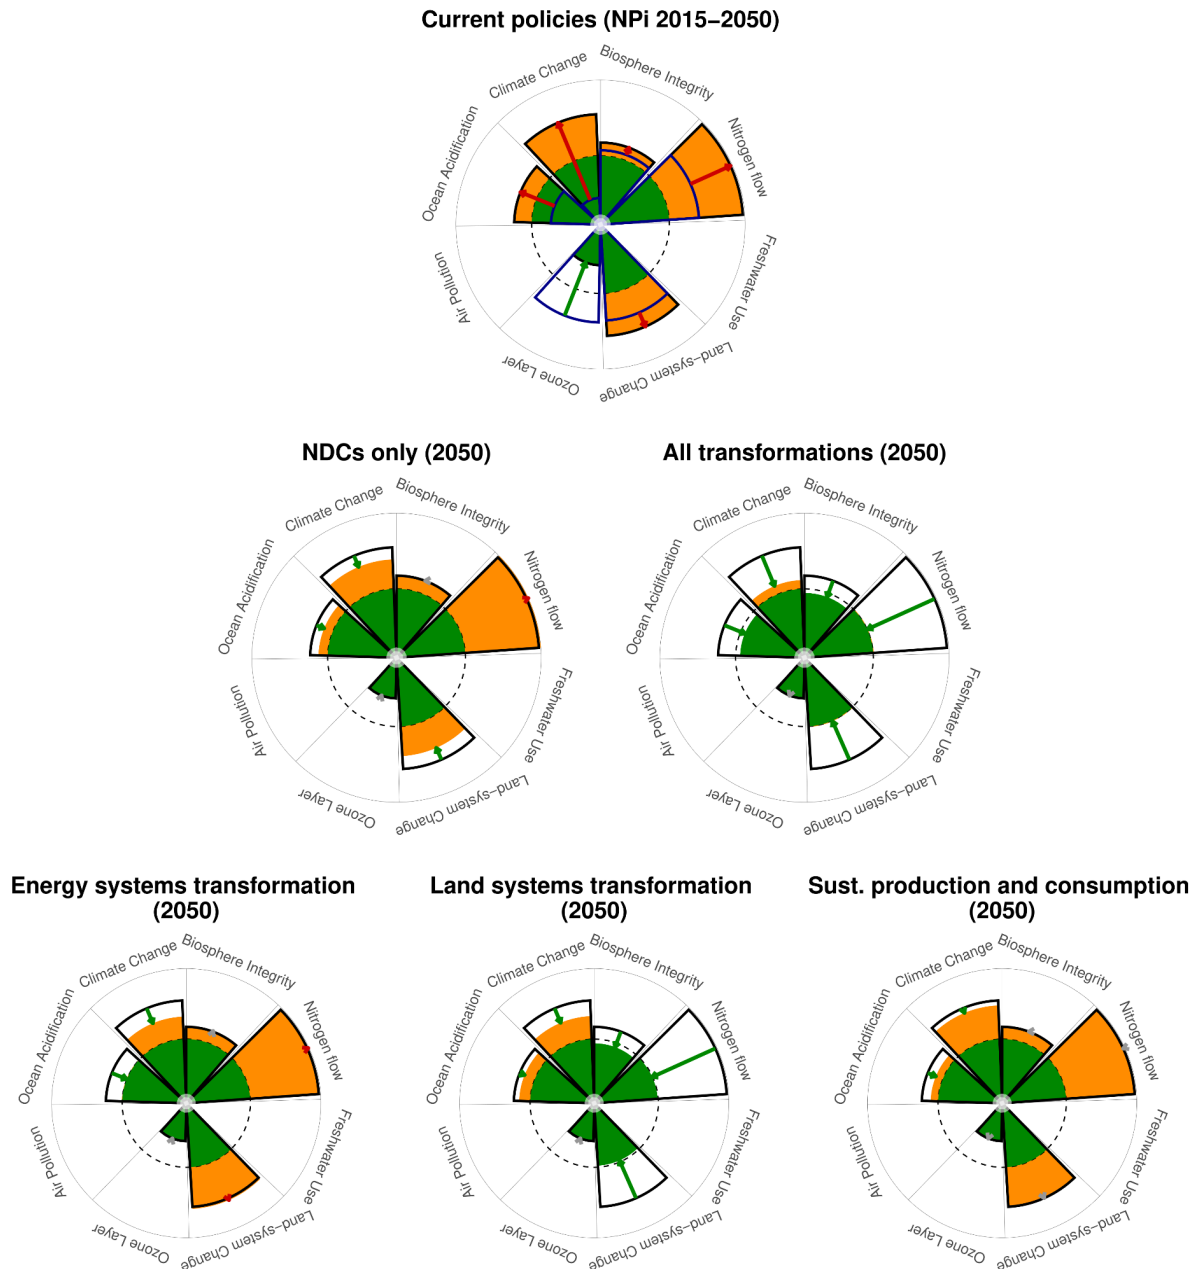 Current policies (NPi 2015–2050)
Climate Change
Biosphere Integrity
Ocean Acidification
Nitrogen flow
Air Pollution
Freshwater Use
Ozone Layer
Land–system Change
NDCs only (2050)
Climate Change
Biosphere Integrity
Ocean Acidification
Nitrogen flow
Air Pollution
Freshwater Use
Ozone Layer
Land–system Change
All transformations (2050)
Climate Change
Biosphere Integrity
Ocean Acidification
Nitrogen flow
Air Pollution
Freshwater Use
Ozone Layer
Land–system Change
Energy systems transformation
(2050)
Climate Change
Biosphere Integrity
Ocean Acidification
Nitrogen flow
Air Pollution
Freshwater Use
Ozone Layer
Land–system Change
Land systems transformation
(2050)
Climate Change
Biosphere Integrity
Ocean Acidification
Nitrogen flow
Air Pollution
Freshwater Use
Ozone Layer
Land–system Change
Sust. production and consumption
(2050)
Climate Change
Biosphere Integrity
Ocean Acidification
Nitrogen flow
Air Pollution
Freshwater Use
Ozone Layer
Land–system Change